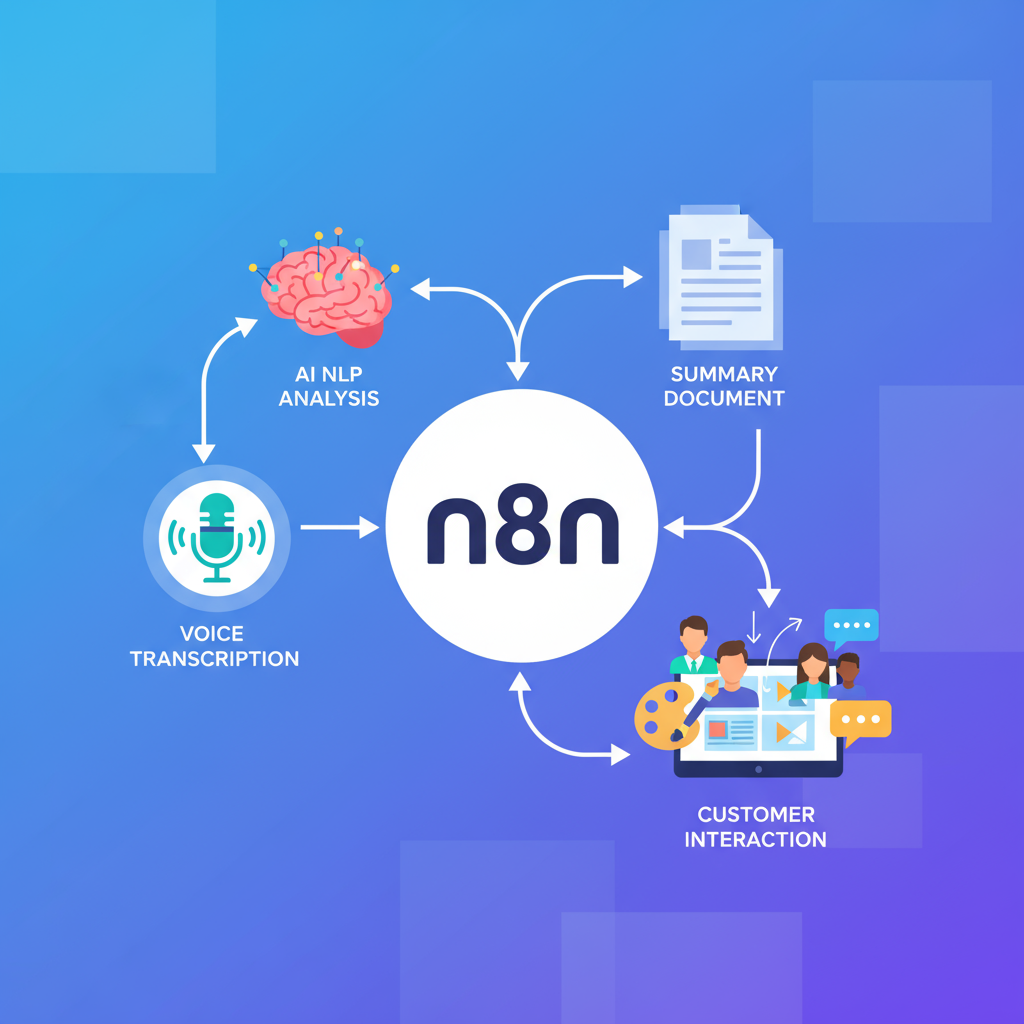 AI NLP
ANALYSIS
SUMMARY
DOCUMENT
n8n
VOICE
TRANSCRIPTION
CUSTOMER
INTERACTION